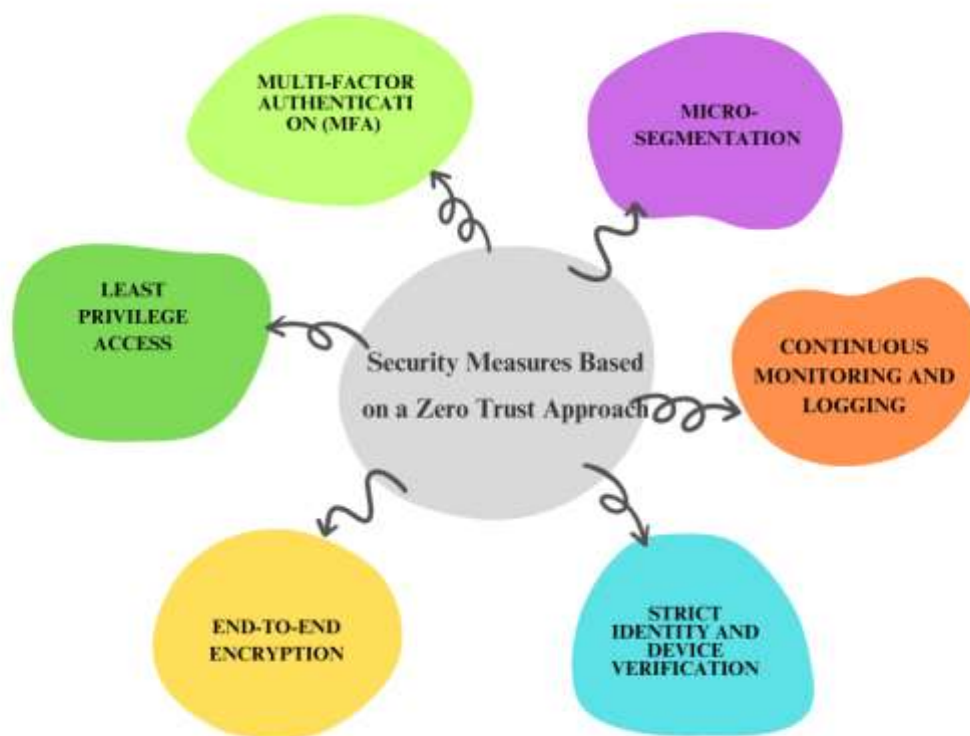 MULTI-FACTOR
AUTHENTICATI
ON (MFA)
MICRO-
SEGMENTATION
LEAST
PRIVILEGE
ACCESS
Security Measures Based
on a Zero Trust Approach
CONTINUOUS
MONITORING AND
LOGGING
END-TO-END
ENCRYPTION
STRICT
IDENTITY AND
DEVICE
VERIFICATION